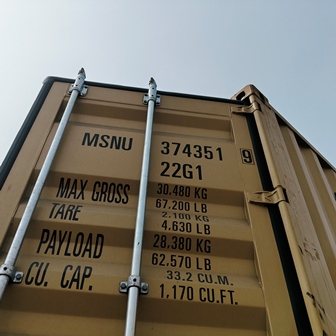 MSNU 374351 9
22G1
MAX GROSS 30.480 KG
67.200 LB
TARE 2.100 KG
4.630 LB
PAYLOAD 28.380 KG
62.570 LB
CU. CAP. 33.2 CU.M.
1.170 CU.FT.